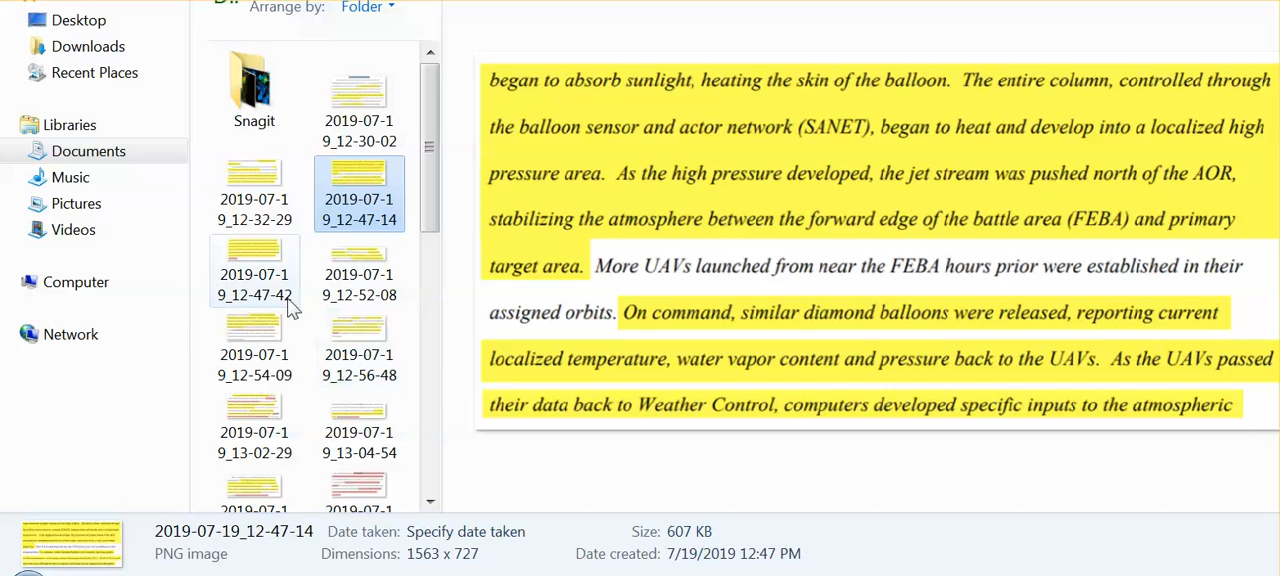 Arrange by: Folder
Desktop
Downloads
Recent Places
Libraries
Documents
Music
Pictures
Videos
Computer
Network
Snagit
2019-07-1
9_12-30-02
2019-07-1
9_12-32-29
2019-07-1
9_12-47-14
2019-07-1
9_12-47-42
2019-07-1
9_12-52-08
2019-07-1
9_12-54-09
2019-07-1
9_12-56-48
2019-07-1
9_13-02-29
2019-07-1
9_13-04-54
2019-07-1
2019-07-1
began to absorb sunlight, heating the skin of the balloon. The entire column, controlled through
the balloon sensor and actor network (SANET), began to heat and develop into a localized high
pressure area. As the high pressure developed, the jet stream was pushed north of the AOR,
stabilizing the atmosphere between the forward edge of the battle area (FEBA) and primary
target area. More UAVs launched from near the FEBA hours prior were established in their
assigned orbits. On command, similar diamond balloons were released, reporting current
localized temperature, water vapor content and pressure back to the UAVs. As the UAVs passed
their data back to Weather Control, computers developed specific inputs to the atmospheric
2019-07-19_12-47-14 Date taken: Specify date taken Size: 607 KB
PNG image Dimensions: 1563 x 727 Date created: 7/19/2019 12:47 PM